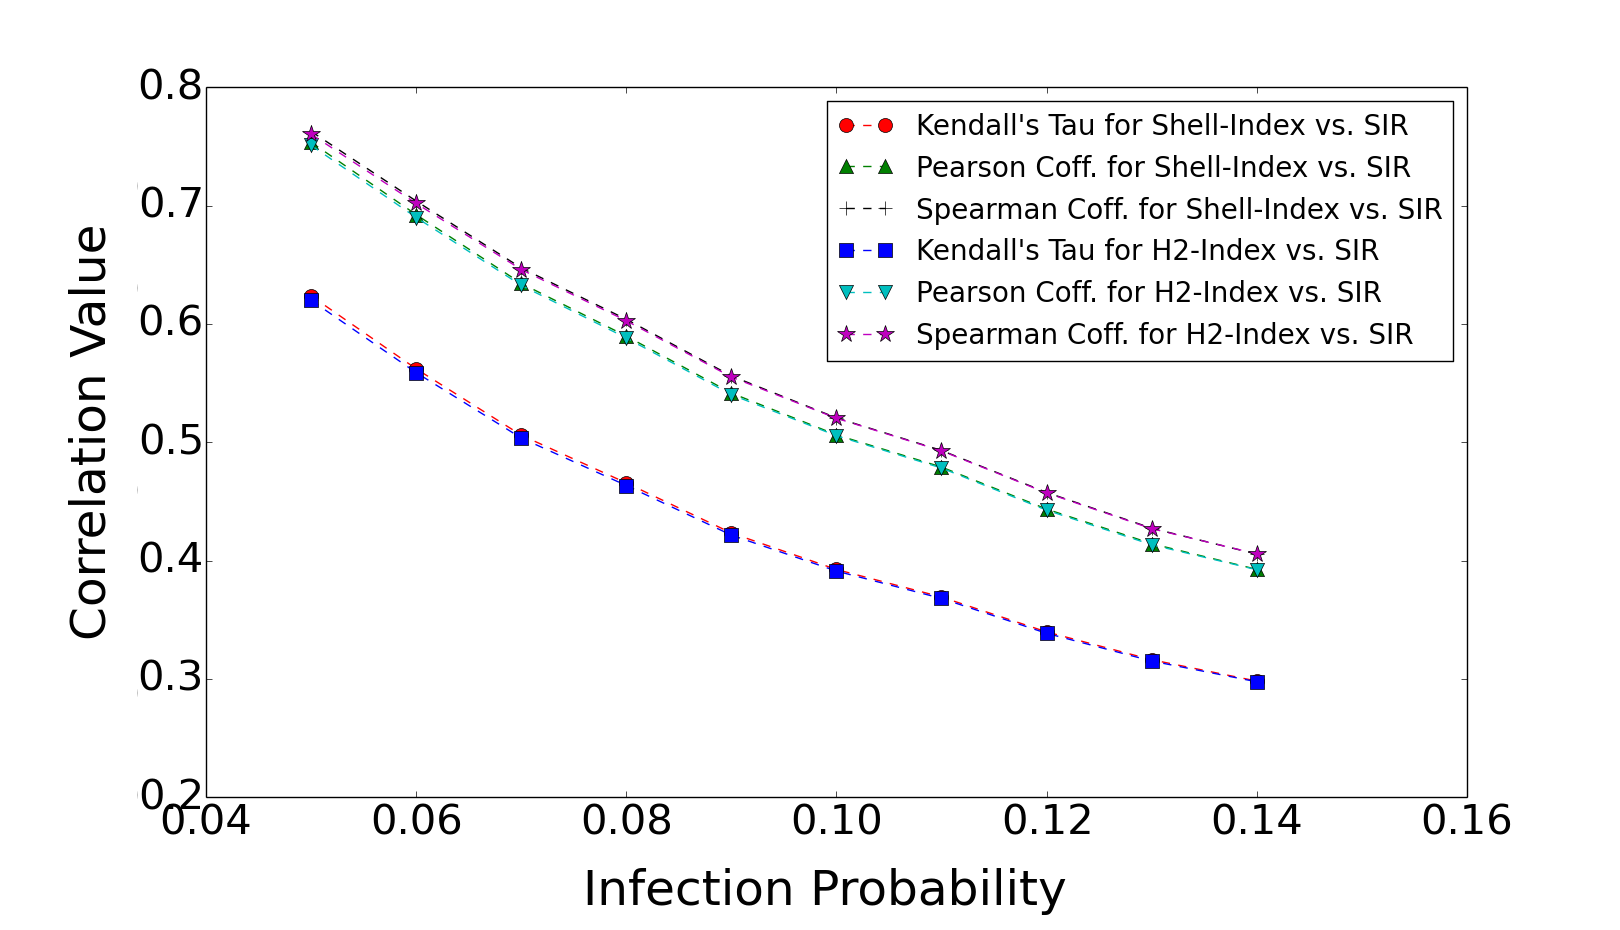 0.8
0.7
0.6
0.5
0.4
0.3
0.2
Correlation Value
Kendall's Tau for Shell-Index vs. SIR
Pearson Coff. for Shell-Index vs. SIR
Spearman Coff. for Shell-Index vs. SIR
Kendall's Tau for H2-Index vs. SIR
Pearson Coff. for H2-Index vs. SIR
Spearman Coff. for H2-Index vs. SIR
0.04 0.06 0.08 0.10 0.12 0.14 0.16
Infection Probability